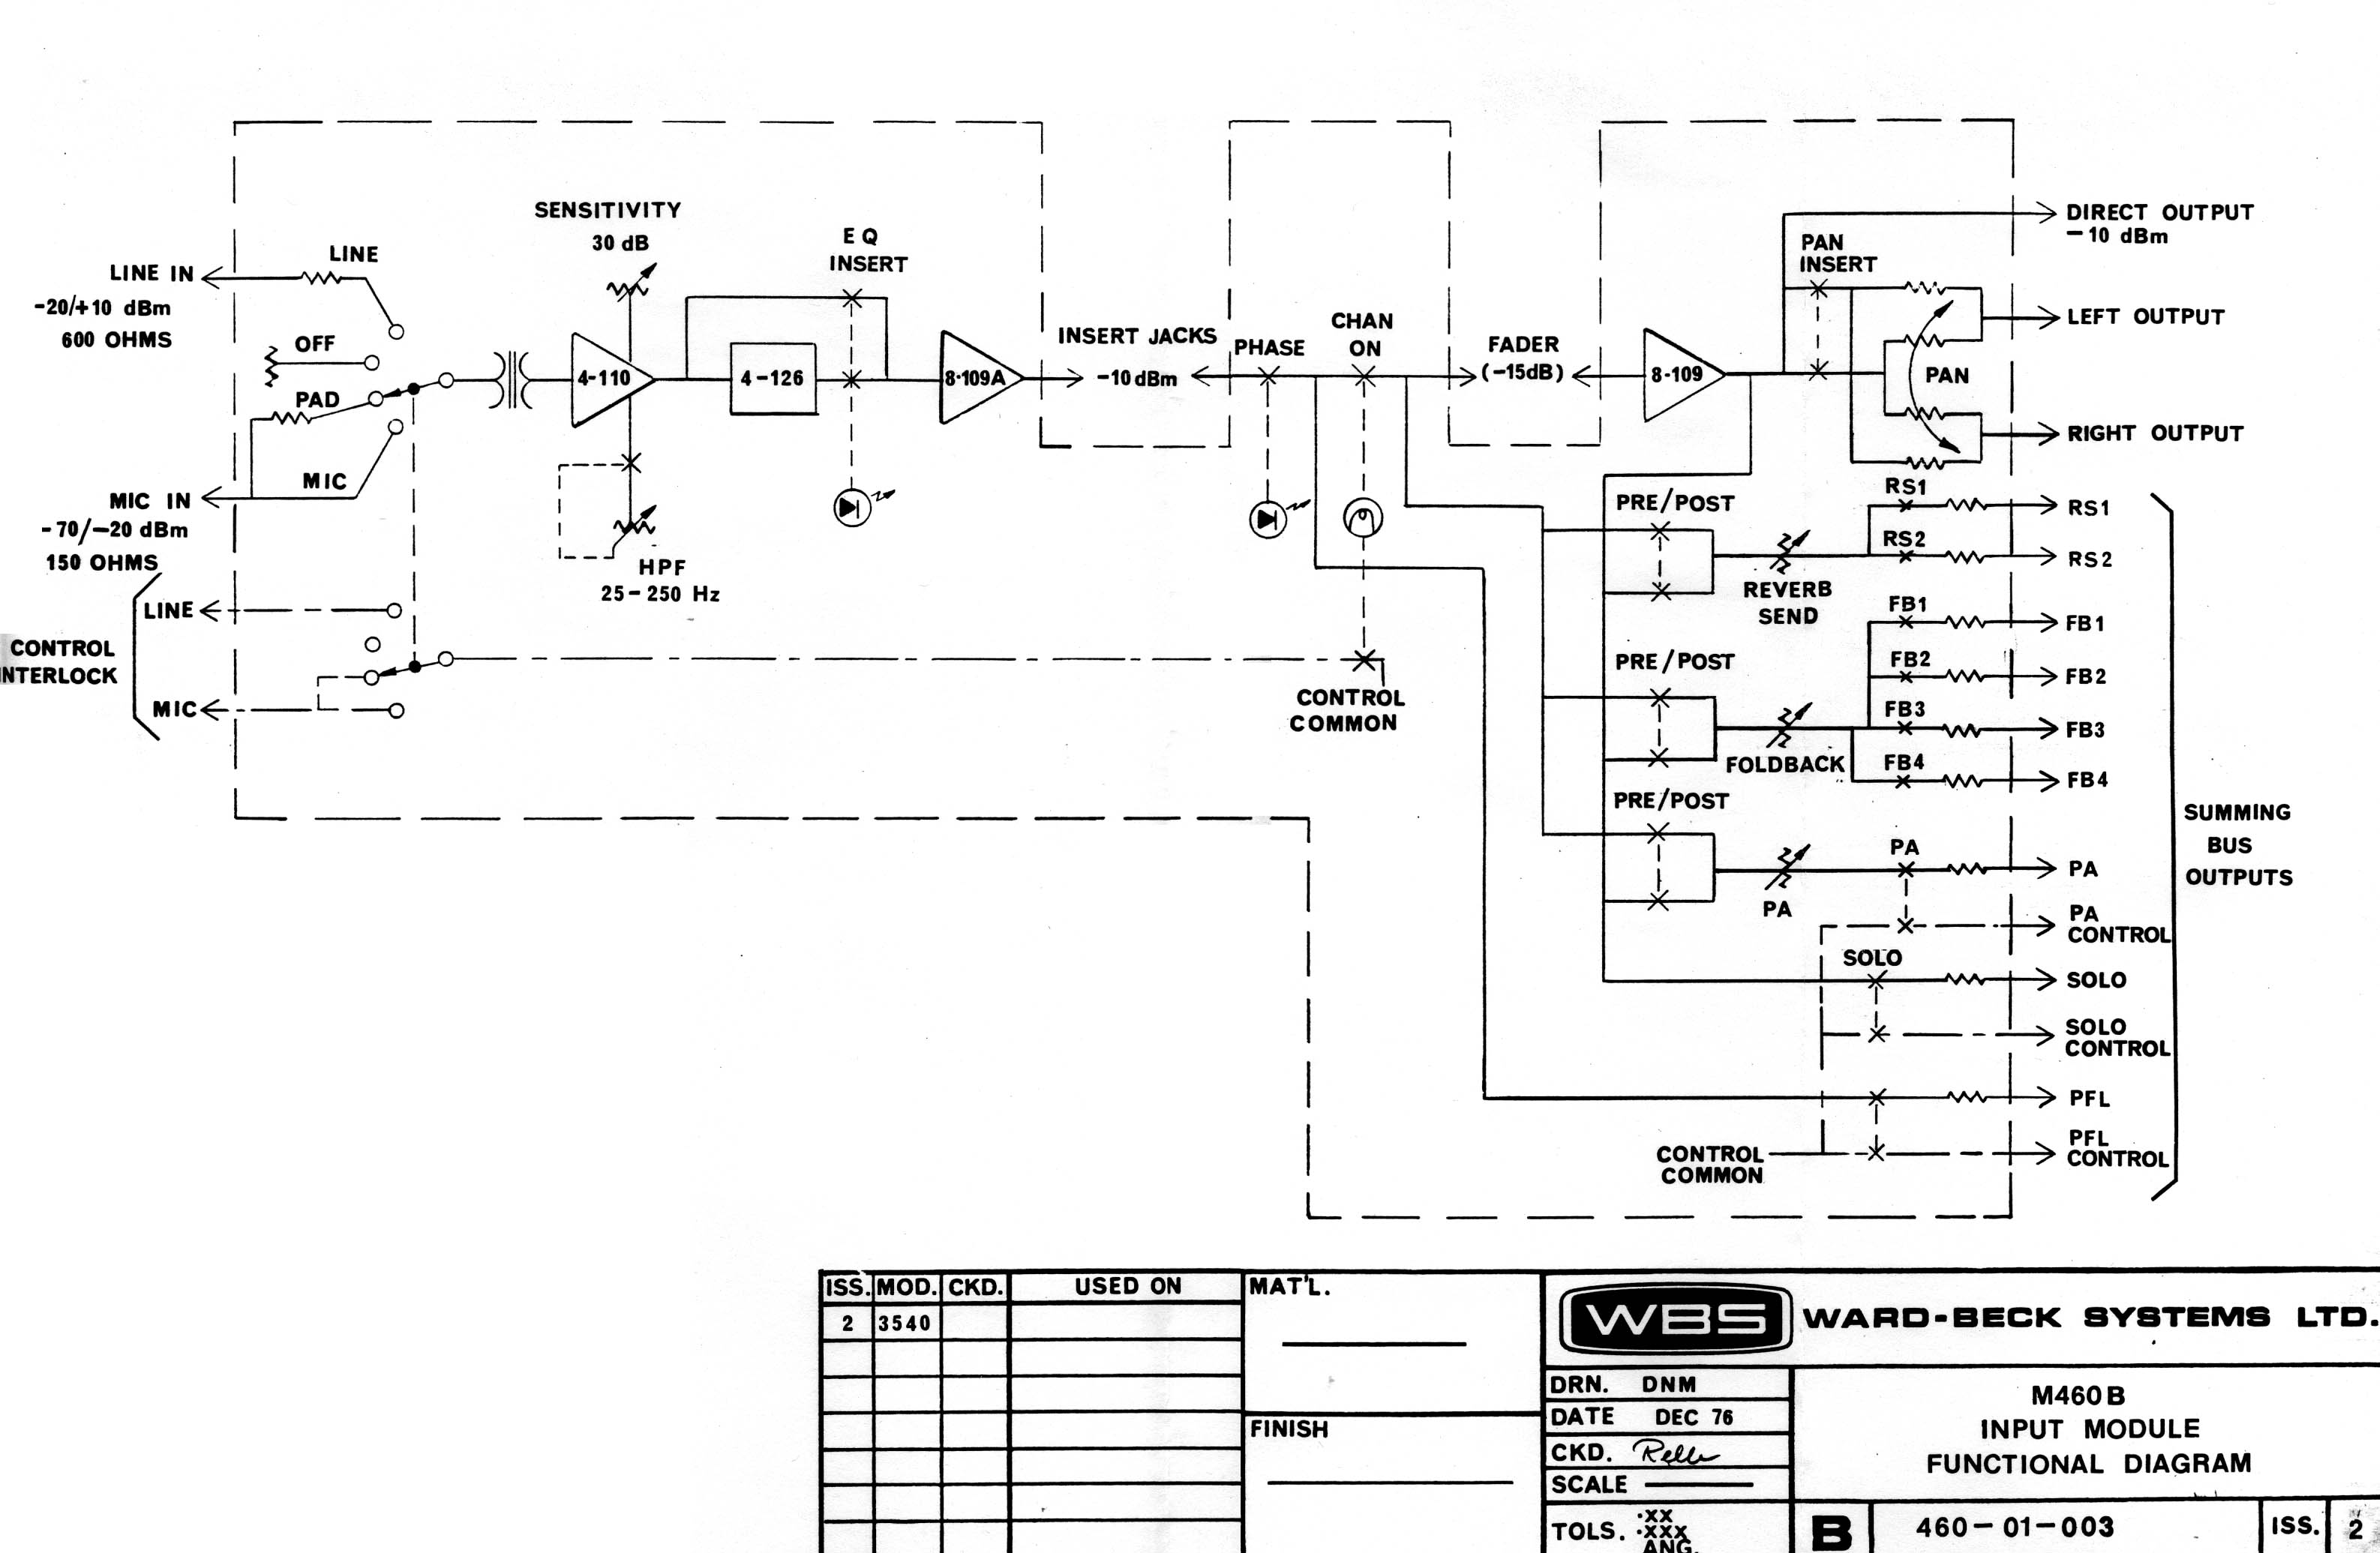 SENSITIVITY
30 dB
EQ
INSERT
LINE
LINE IN
-20/+10 dBm
600 OHMS
OFF
PAD
MIC
MIC IN
-70/-20 dBm
150 OHMS
4-110
4-126
8-109A
HPF
25-250 Hz
INSERT JACKS
-10 dBm
PHASE
CHAN
ON
FADER
(-15dB)
8-109
PAN
INSERT
PAN
DIRECT OUTPUT
-10 dBm
LEFT OUTPUT
RIGHT OUTPUT
CONTROL
INTERLOCK
LINE
MIC
CONTROL
COMMON
PRE/POST
REVERB
SEND
RS1
RS2
RS1
RS2
PRE/POST
FOLDBACK
FB1
FB2
FB3
FB4
FB1
FB2
FB3
FB4
PRE/POST
PA
PA
PA
PA
CONTROL
SOLO
SOLO
SOLO
CONTROL
PFL
PFL
CONTROL
CONTROL
COMMON
SUMMING
BUS
OUTPUTS
ISS. MOD. CKD. USED ON
2 3540
MAT'L.
FINISH
WBS WARD-BECK SYSTEMS LTD.
DRN. DNM
DATE DEC 76
CKD.
SCALE
TOLS. .XX
.XXX
ANG.
M460B
INPUT MODULE
FUNCTIONAL DIAGRAM
B 460-01-003 ISS. 2